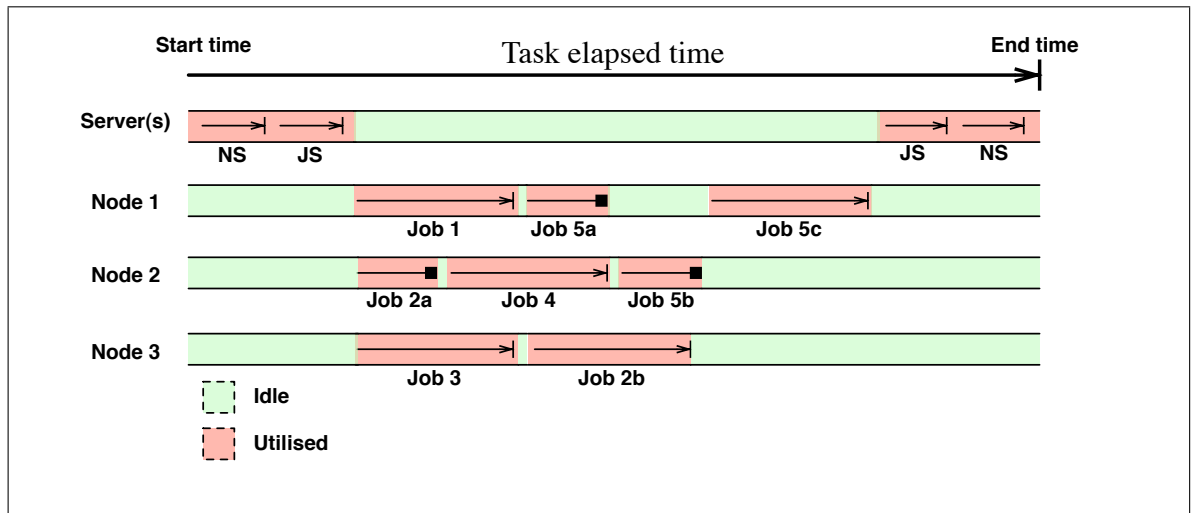 Start time Task elapsed time End time
Server(s)
NS JS JS NS
Node 1
Job 1 Job 5a Job 5c
Node 2
Job 2a Job 4 Job 5b
Node 3
Job 3 Job 2b
Idle
Utilised